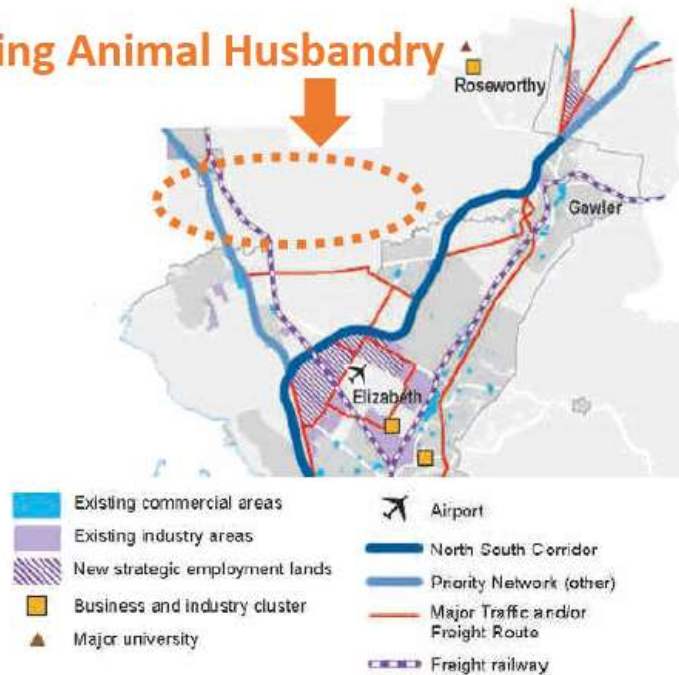 ing Animal Husbandry
Roseworthy
Gawler
Elizabeth
Existing commercial areas
Existing industry areas
New strategic employment lands
Business and industry cluster
Major university
Airport
North South Corridor
Priority Network (other)
Major Traffic and/or
Freight Route
Freight railway